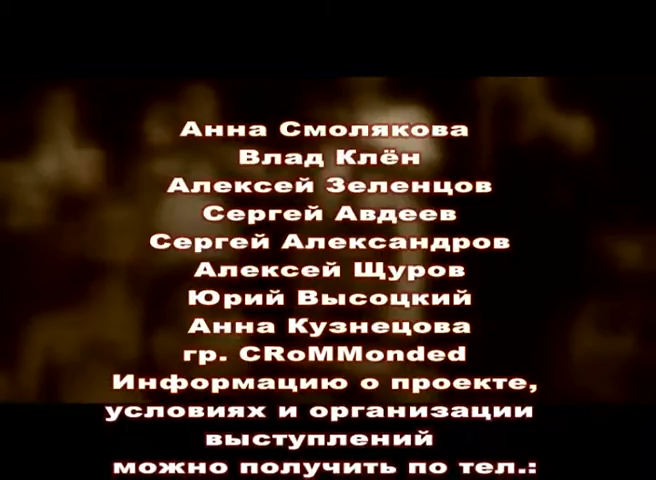 Анна Смолякова
Влад Клён
Алексей Зеленцов
Сергей Авдеев
Сергей Александров
Алексей Щуров
Юрий Высоцкий
Анна Кузнецова
гр. CRoMMonded
Информацию о проекте,
условиях и организации
выступлений
можно получить по тел.: